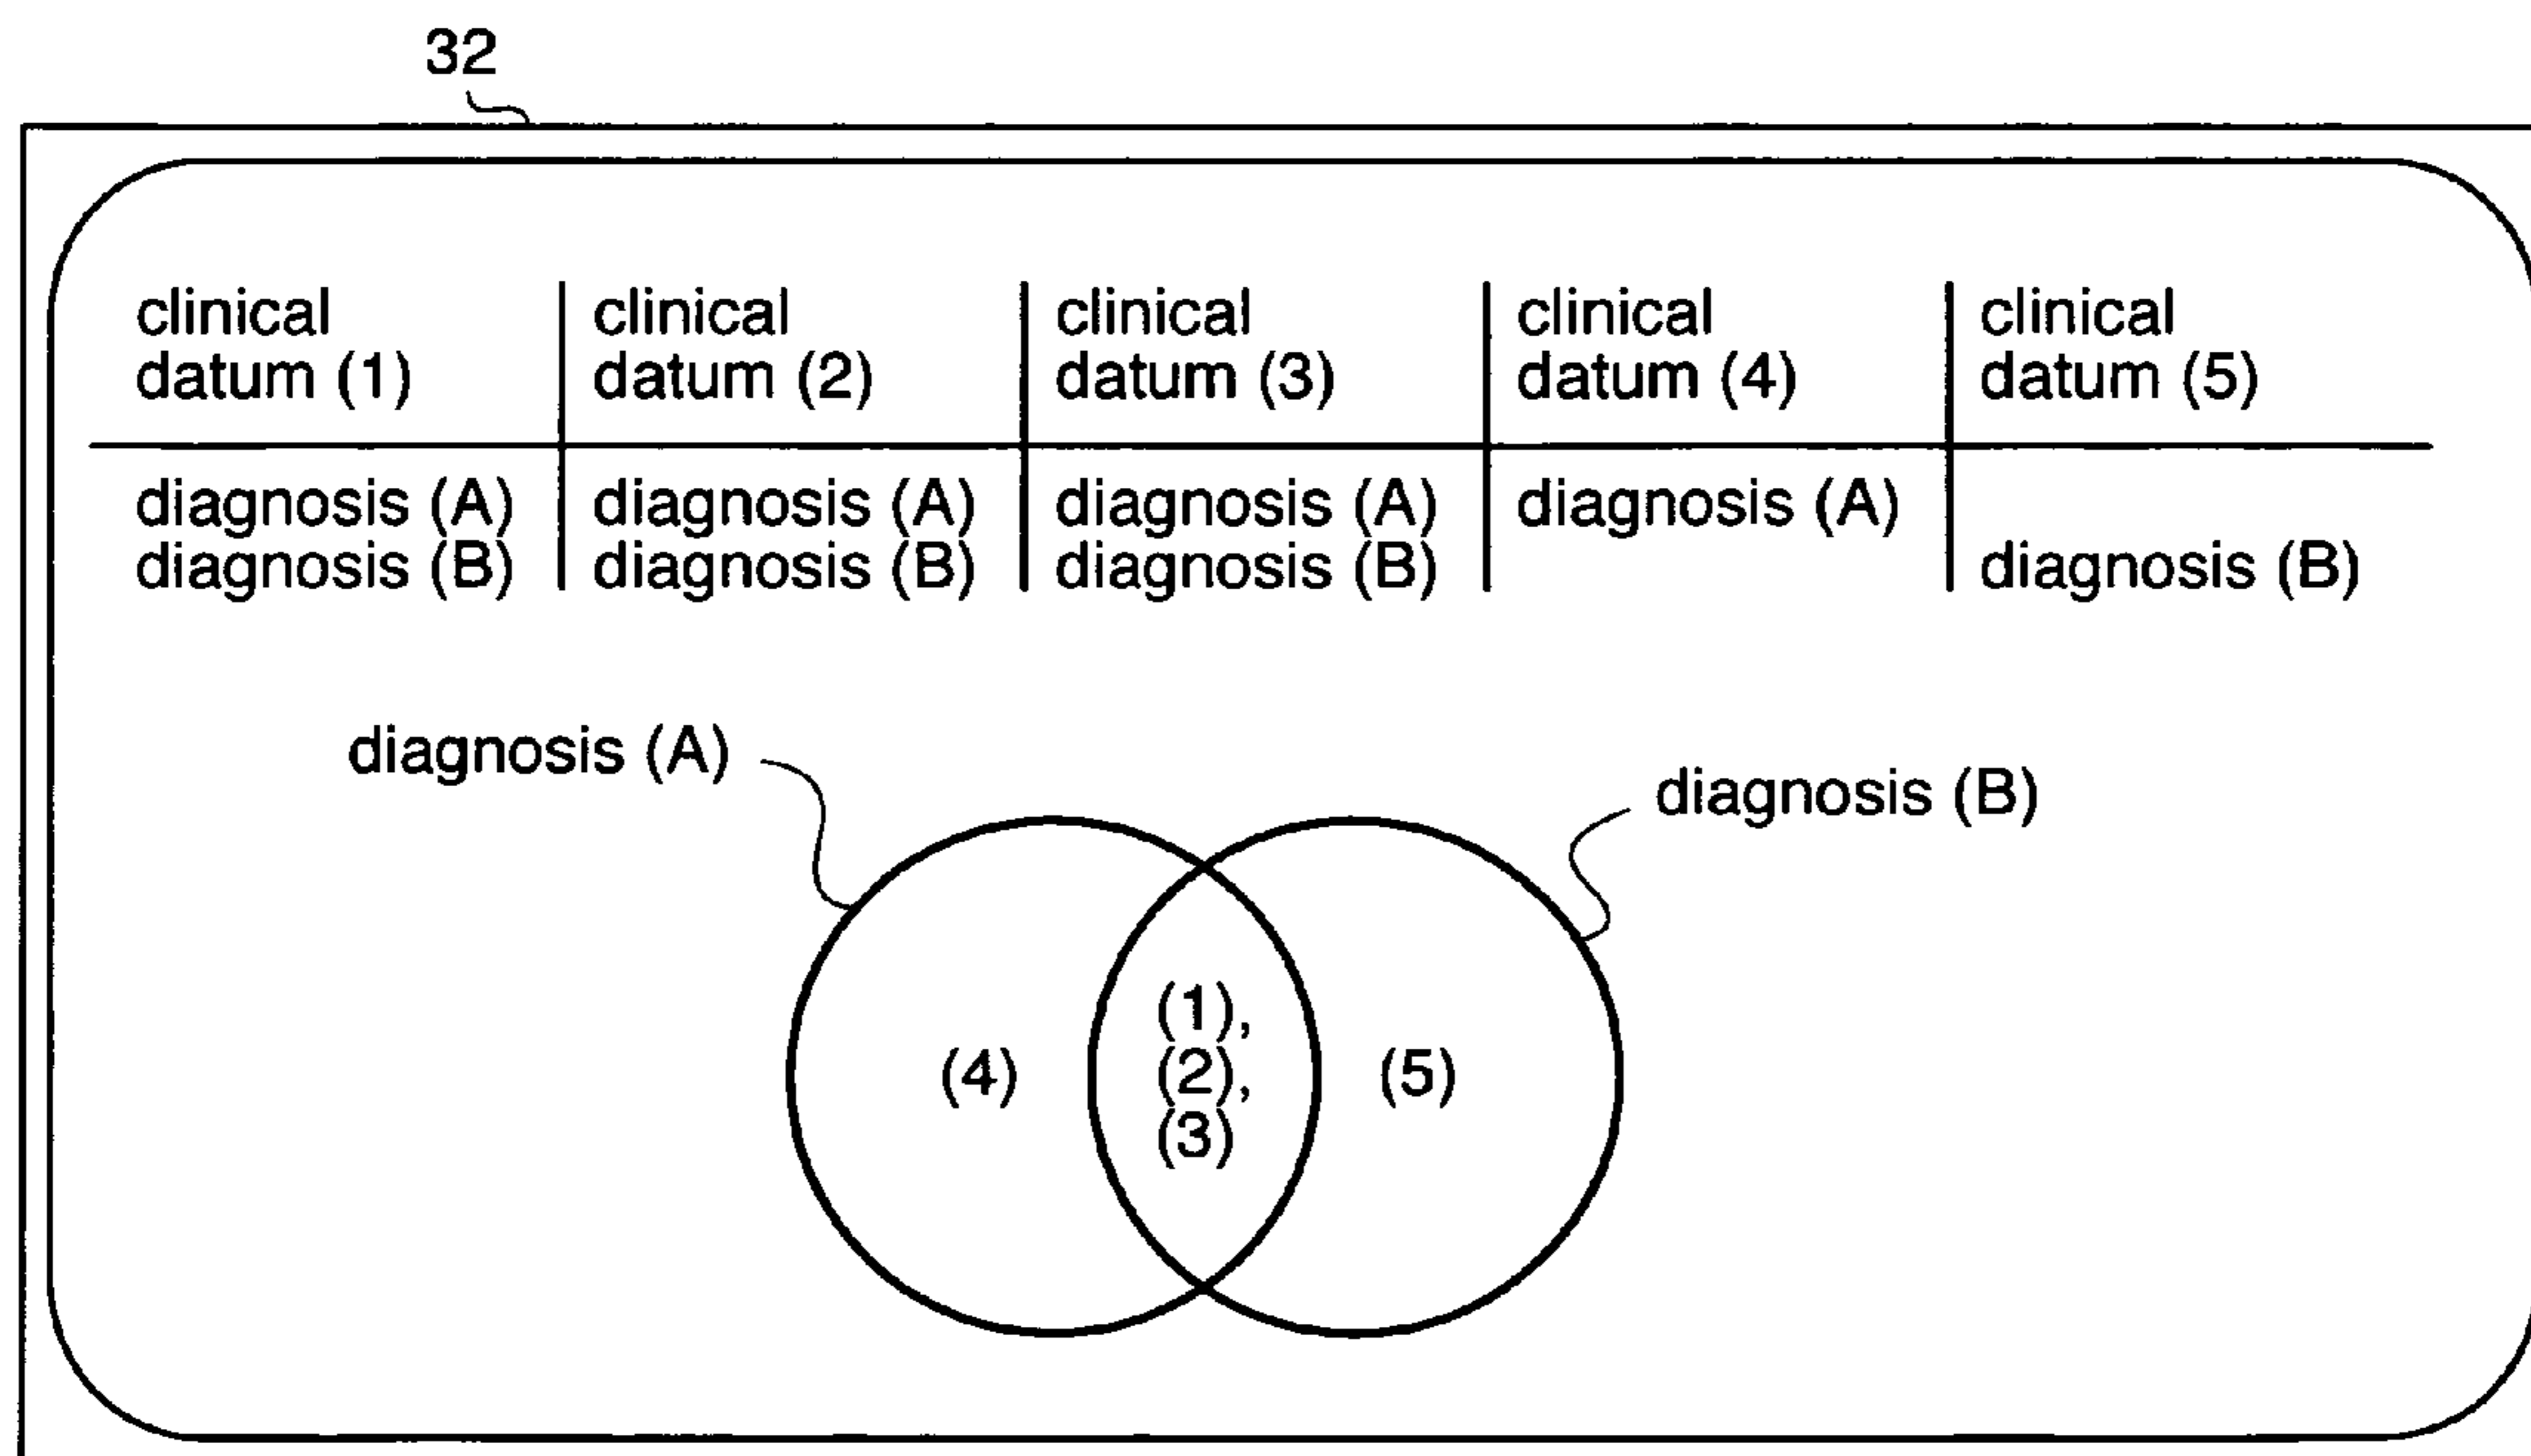 32
clinical clinical clinical clinical clinical
datum (1) datum (2) datum (3) datum (4) datum (5)
diagnosis (A) diagnosis (A) diagnosis (A) diagnosis (A)
diagnosis (B) diagnosis (B) diagnosis (B) diagnosis (B)
diagnosis (A)
diagnosis (B)
(1),
(4) (2), (5)
(3)